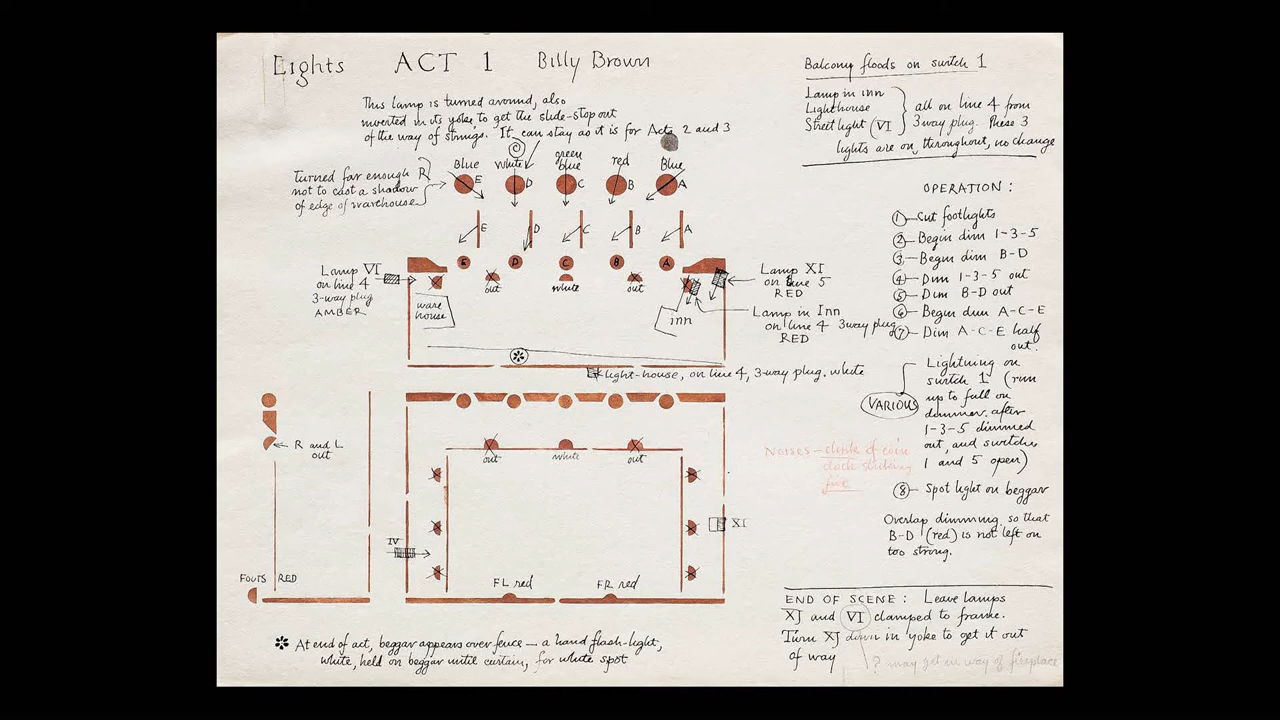 Lights ACT 1 Billy Brown
This lamp is turned around, also
inverted in its yoke to get the slide-stop out
of the way of strings. It can stay as it is for Acts 2 and 3
Turned far enough R
not to cast a shadow
of edge of warehouse
Blue
white
green
blue
red
Blue
E D C B A
E D C B A
E D C B A
out white out
Lamp VI
on line 4
3-way plug
AMBER
ware
house
inn
Lamp XI
on line 5
RED
Lamp in Inn
on line 4 3way plug
RED
light-house, on line 4, 3-way plug. white
R and L
out
out white out
IV
XI
FOOTS RED
FL red
FR red
At end of act, beggar appears over fence — a hand flash-light,
white, held on beggar until curtain, for white spot
Balcony floods on switch 1
Lamp in inn
Lighthouse
Street light (VI)
all on line 4 from
3way plug. These 3
lights are on throughout, no change
OPERATION:
1 Cut footlights
2 Begin dim 1-3-5
3 Begin dim B-D
4 Dim 1-3-5 out
5 Dim B-D out
6 Begin dim A-C-E
7 Dim A-C-E half
out.
VARIOUS
Lightning on
switch 1 (run
up to full on
dimmer, after
1-3-5 dimmed
out, and switches
1 and 5 open)
Noises – clink of coin
clock striking
fire
8 Spot light on beggar
Overlap dimming, so that
B-D (red) is not left on
too strong.
END OF SCENE: Leave lamps
XI and VI clamped to frame.
Turn XI down in yoke to get it out
of way
? may get in way of fireplace